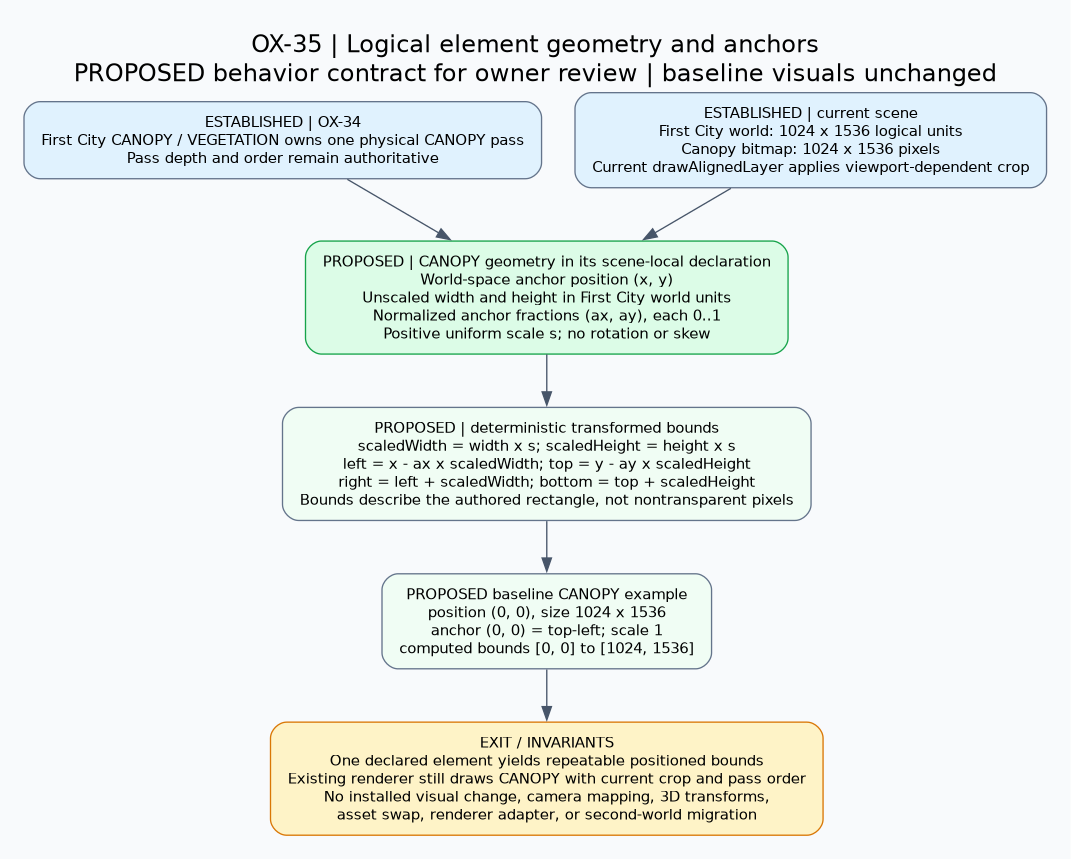 OX-35 | Logical element geometry and anchors
PROPOSED behavior contract for owner review | baseline visuals unchanged
ESTABLISHED | OX-34
First City CANOPY / VEGETATION owns one physical CANOPY pass
Pass depth and order remain authoritative
ESTABLISHED | current scene
First City world: 1024 x 1536 logical units
Canopy bitmap: 1024 x 1536 pixels
Current drawAlignedLayer applies viewport-dependent crop
PROPOSED | CANOPY geometry in its scene-local declaration
World-space anchor position (x, y)
Unscaled width and height in First City world units
Normalized anchor fractions (ax, ay), each 0..1
Positive uniform scale s; no rotation or skew
PROPOSED | deterministic transformed bounds
scaledWidth = width x s; scaledHeight = height x s
left = x - ax x scaledWidth; top = y - ay x scaledHeight
right = left + scaledWidth; bottom = top + scaledHeight
Bounds describe the authored rectangle, not nontransparent pixels
PROPOSED baseline CANOPY example
position (0, 0), size 1024 x 1536
anchor (0, 0) = top-left; scale 1
computed bounds [0, 0] to [1024, 1536]
EXIT / INVARIANTS
One declared element yields repeatable positioned bounds
Existing renderer still draws CANOPY with current crop and pass order
No installed visual change, camera mapping, 3D transforms,
asset swap, renderer adapter, or second-world migration